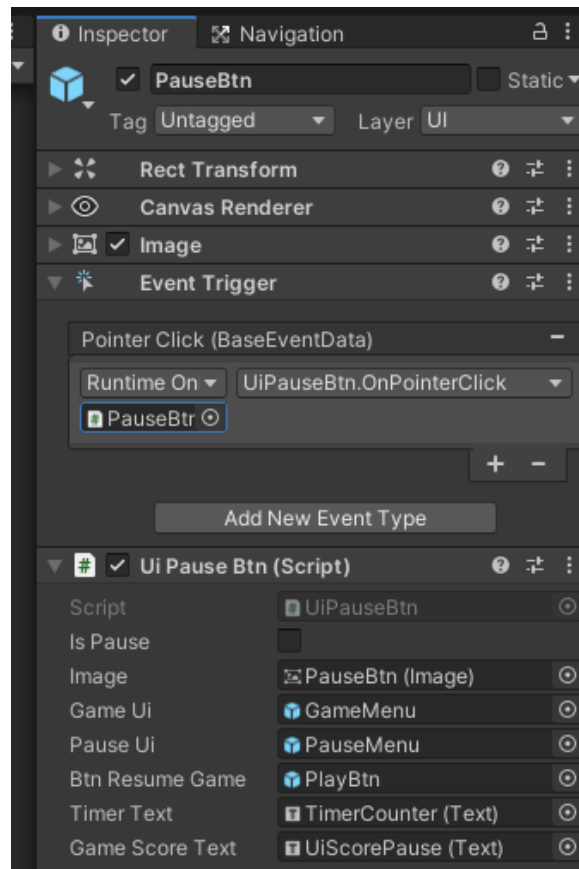 Inspector Navigation
PauseBtn Static
Tag Untagged Layer UI
Rect Transform
Canvas Renderer
Image
Event Trigger
Pointer Click (BaseEventData)
Runtime On UiPauseBtn.OnPointerClick
PauseBtr
Add New Event Type
# Ui Pause Btn (Script)
Script UiPauseBtn
Is Pause
Image PauseBtn (Image)
Game Ui GameMenu
Pause Ui PauseMenu
Btn Resume Game PlayBtn
Timer Text TimerCounter (Text)
Game Score Text UiScorePause (Text)